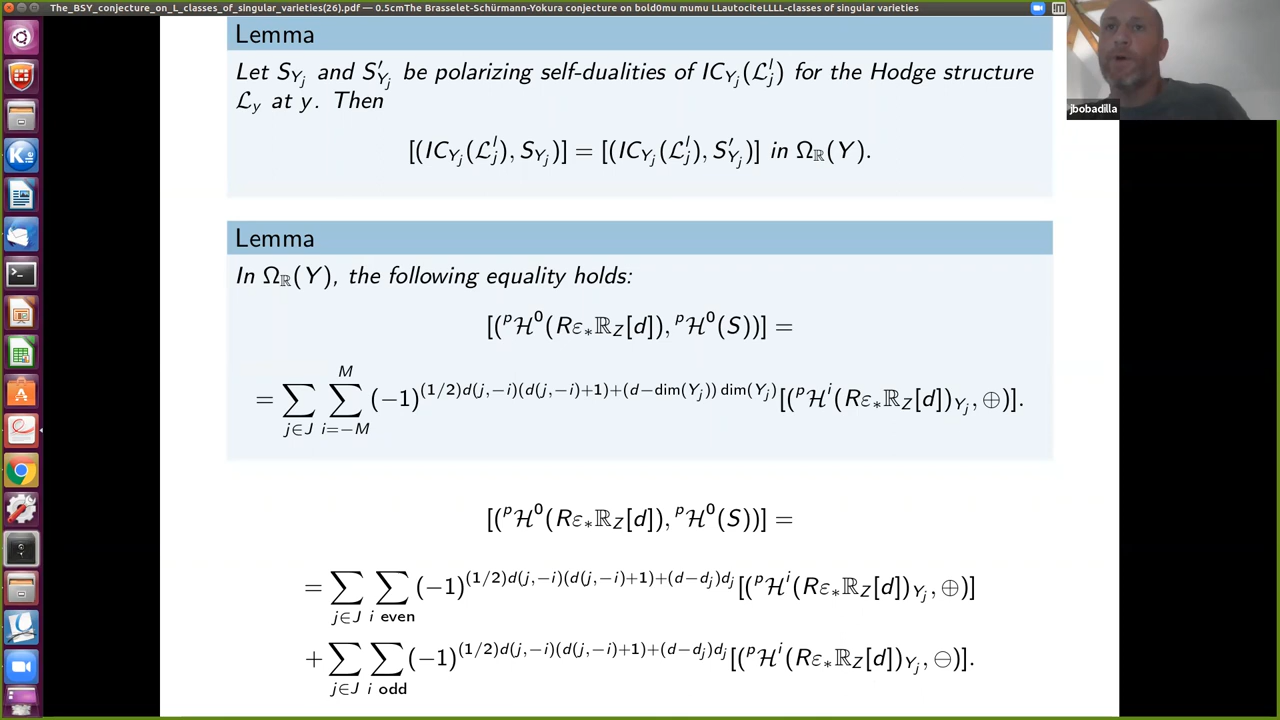 The_BSY_conjecture_on_L_classes_of_singular_varieties(26).pdf — 0.5cmThe Brasselet-Schürmann-Yokura conjecture on bold0mu mumu LLautociteLLLL-classes of singular varieties
jbobadilla
Lemma
Let $S_{Y_j}$ and $S'_{Y_j}$ be polarizing self-dualities of $IC_{Y_j}(\mathcal{L}^l_j)$ for the Hodge structure
$\mathcal{L}_y$ at y. Then
$[(IC_{Y_j}(\mathcal{L}^l_j), S_{Y_j})] = [(IC_{Y_j}(\mathcal{L}^l_j), S'_{Y_j})]$ in $\Omega_{\mathbb{R}}(Y)$.
Lemma
In $\Omega_{\mathbb{R}}(Y)$, the following equality holds:
$[({}^p\mathcal{H}^0(R\varepsilon_*\mathbb{R}_Z[d]), {}^p\mathcal{H}^0(S))] =$
$= \sum_{j \in J} \sum_{i=-M}^{M} (-1)^{(1/2)d(j,-i)(d(j,-i)+1)+(d-\dim(Y_j))\dim(Y_j)} [({}^p\mathcal{H}^i(R\varepsilon_*\mathbb{R}_Z[d])_{Y_j}, \oplus)].$
$[({}^p\mathcal{H}^0(R\varepsilon_*\mathbb{R}_Z[d]), {}^p\mathcal{H}^0(S))] =$
$= \sum_{j \in J} \sum_{i \text{ even}} (-1)^{(1/2)d(j,-i)(d(j,-i)+1)+(d-d_j)d_j} [({}^p\mathcal{H}^i(R\varepsilon_*\mathbb{R}_Z[d])_{Y_j}, \oplus)]$
$+ \sum_{j \in J} \sum_{i \text{ odd}} (-1)^{(1/2)d(j,-i)(d(j,-i)+1)+(d-d_j)d_j} [({}^p\mathcal{H}^i(R\varepsilon_*\mathbb{R}_Z[d])_{Y_j}, \ominus)].$